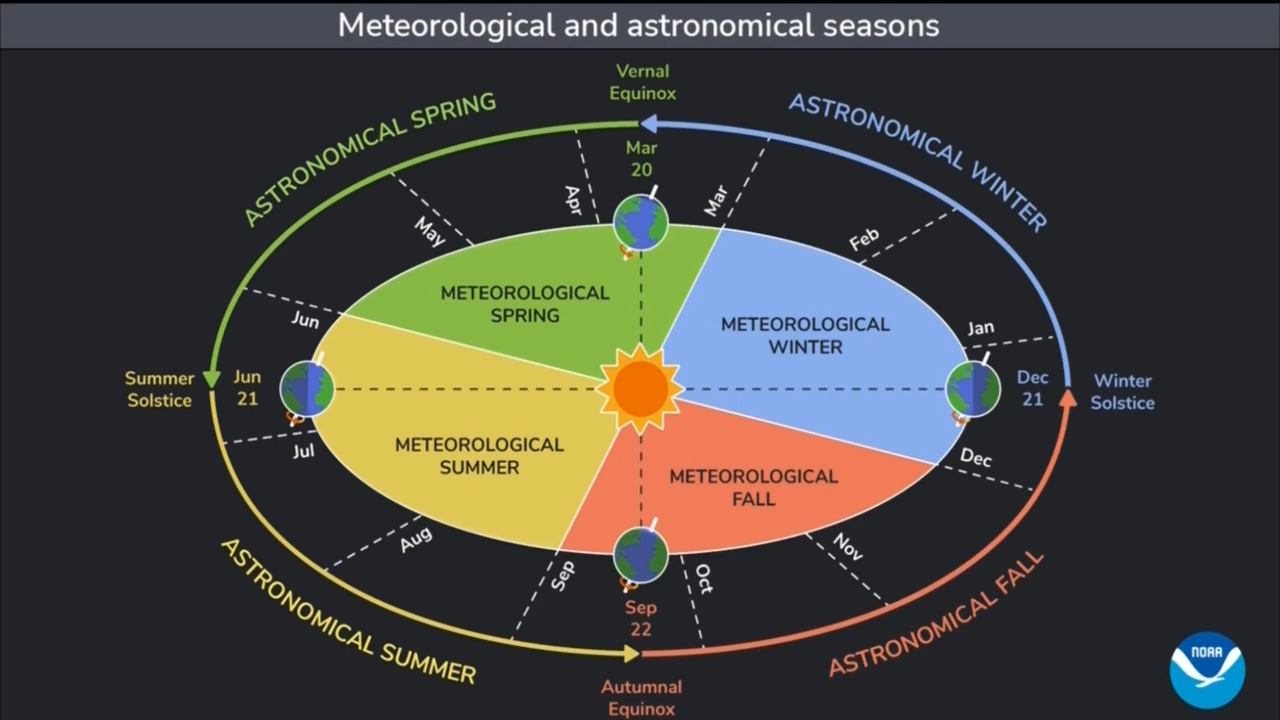 Meteorological and astronomical seasons
Vernal
Equinox
ASTRONOMICAL SPRING
ASTRONOMICAL WINTER
Mar
20
Apr
Mar
May
Feb
METEOROLOGICAL
SPRING
METEOROLOGICAL
WINTER
Jun
Jan
Summer
Solstice
Jun
21
Dec
21
Winter
Solstice
Jul
METEOROLOGICAL
SUMMER
METEOROLOGICAL
FALL
Dec
Aug
Sep
Oct
Nov
Sep
22
ASTRONOMICAL SUMMER
ASTRONOMICAL FALL
Autumnal
Equinox
NOAA